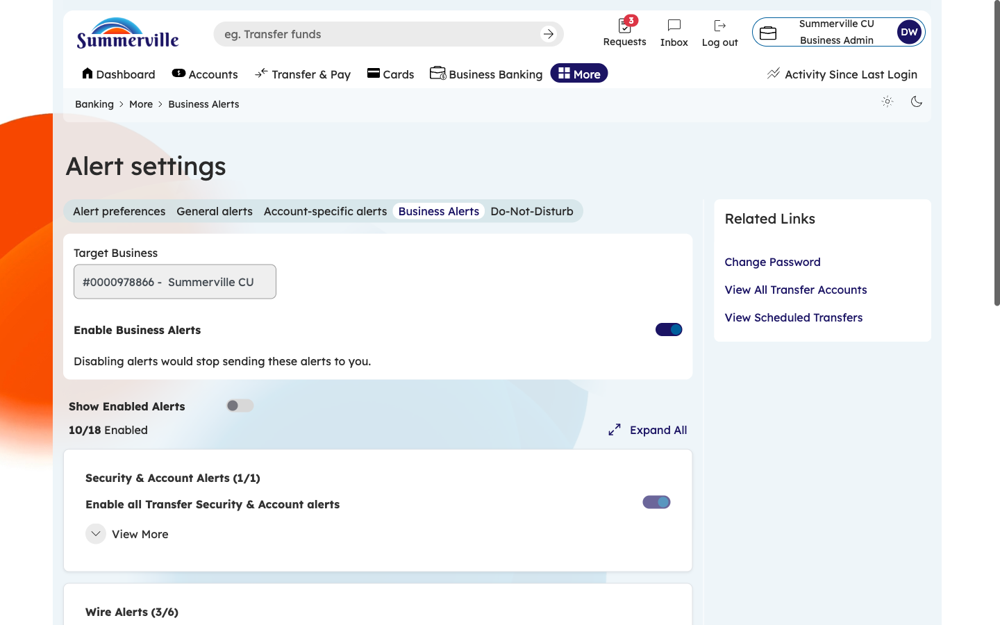 Summerville
eg. Transfer funds
3
Requests
Inbox
Log out
Summerville CU
Business Admin
DW
Dashboard
Accounts
Transfer & Pay
Cards
Business Banking
More
Activity Since Last Login
Banking > More > Business Alerts
Alert settings
Alert preferences
General alerts
Account-specific alerts
Business Alerts
Do-Not-Disturb
Target Business
#0000978866 - Summerville CU
Enable Business Alerts
Disabling alerts would stop sending these alerts to you.
Show Enabled Alerts
10/18 Enabled
Expand All
Security & Account Alerts (1/1)
Enable all Transfer Security & Account alerts
View More
Wire Alerts (3/6)
Related Links
Change Password
View All Transfer Accounts
View Scheduled Transfers